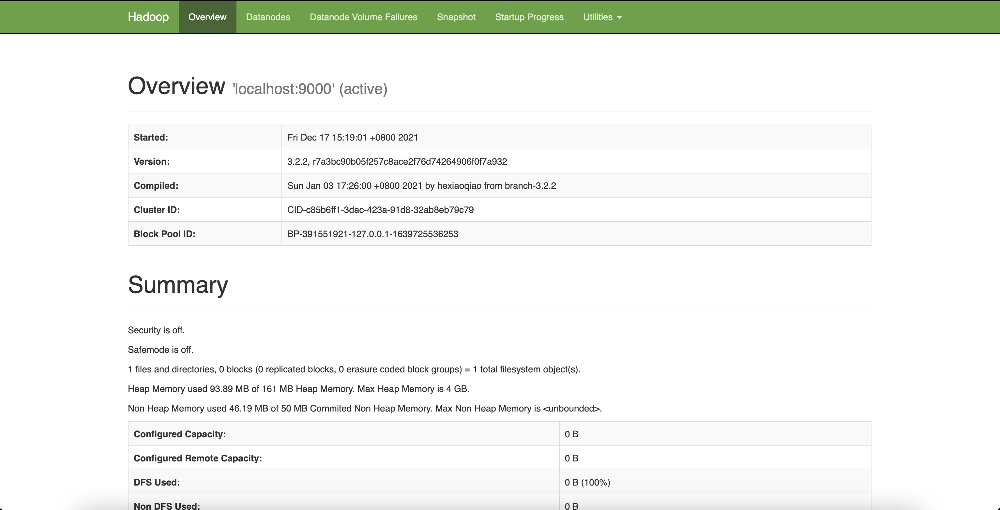 Hadoop Overview Datanodes Datanode Volume Failures Snapshot Startup Progress Utilities
Overview 'localhost:9000' (active)
Started: Fri Dec 17 15:19:01 +0800 2021
Version: 3.2.2, r7a3bc90b05f257c8ace2f76d74264906f0f7a932
Compiled: Sun Jan 03 17:26:00 +0800 2021 by hexiaoqiao from branch-3.2.2
Cluster ID: CID-c85b6ff1-3dac-423a-91d8-32ab8eb79c79
Block Pool ID: BP-391551921-127.0.0.1-1639725536253
Summary
Security is off.
Safemode is off.
1 files and directories, 0 blocks (0 replicated blocks, 0 erasure coded block groups) = 1 total filesystem object(s).
Heap Memory used 93.89 MB of 161 MB Heap Memory. Max Heap Memory is 4 GB.
Non Heap Memory used 46.19 MB of 50 MB Commited Non Heap Memory. Max Non Heap Memory is <unbounded>.
Configured Capacity: 0 B
Configured Remote Capacity: 0 B
DFS Used: 0 B (100%)
Non DFS Used: 0 B